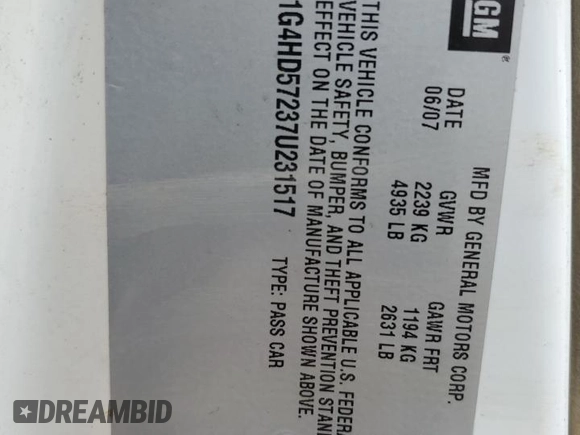 GM
®
MFD BY GENERAL MOTORS CORP.
DATE GVWR GAWR FRT
06/07 2239 KG 1194 KG
4935 LB 2631 LB
THIS VEHICLE CONFORMS TO ALL APPLICABLE U.S. FEDERA
VEHICLE SAFETY, BUMPER, AND THEFT PREVENTION STAN
EFFECT ON THE DATE OF MANUFACTURE SHOWN ABOVE.
1G4HD57237U231517 TYPE: PASS CAR
DREAMBID